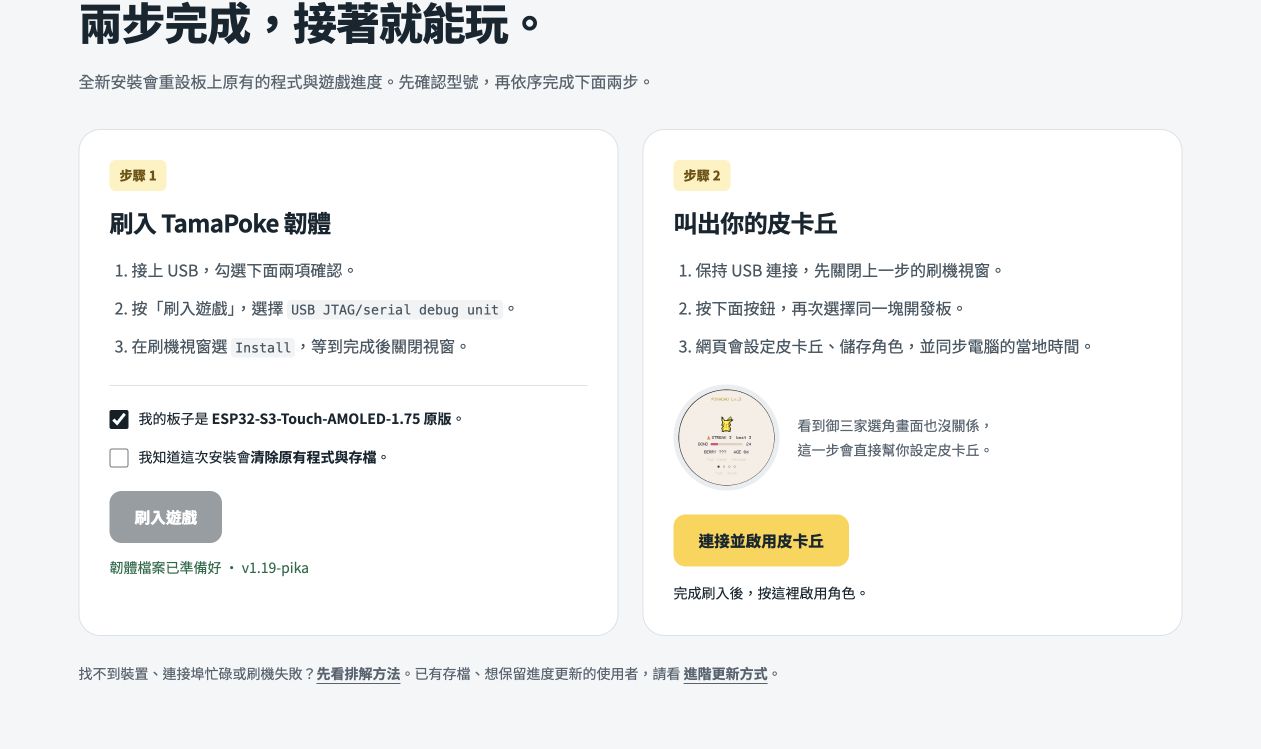 兩步完成，接著就能玩。
全新安裝會重設板上原有的程式與遊戲進度。先確認型號，再依序完成下面兩步。
步驟 1
刷入 TamaPoke 韌體
1. 接上 USB，勾選下面兩項確認。
2. 按「刷入遊戲」，選擇 USB JTAG/serial debug unit。
3. 在刷機視窗選 Install，等到完成後關閉視窗。
我的板子是 ESP32-S3-Touch-AMOLED-1.75 原版。
我知道這次安裝會清除原有程式與存檔。
刷入遊戲
韌體檔案已準備好 · v1.19-pika
步驟 2
叫出你的皮卡丘
1. 保持 USB 連接，先關閉上一步的刷機視窗。
2. 按下面按鈕，再次選擇同一塊開發板。
3. 網頁會設定皮卡丘、儲存角色，並同步電腦的當地時間。
看到御三家選角畫面也沒關係，
這一步會直接幫你設定皮卡丘。
連接並啟用皮卡丘
完成刷入後，按這裡啟用角色。
找不到裝置、連接埠忙碌或刷機失敗？先看排解方法。已有存檔、想保留進度更新的使用者，請看 進階更新方式。